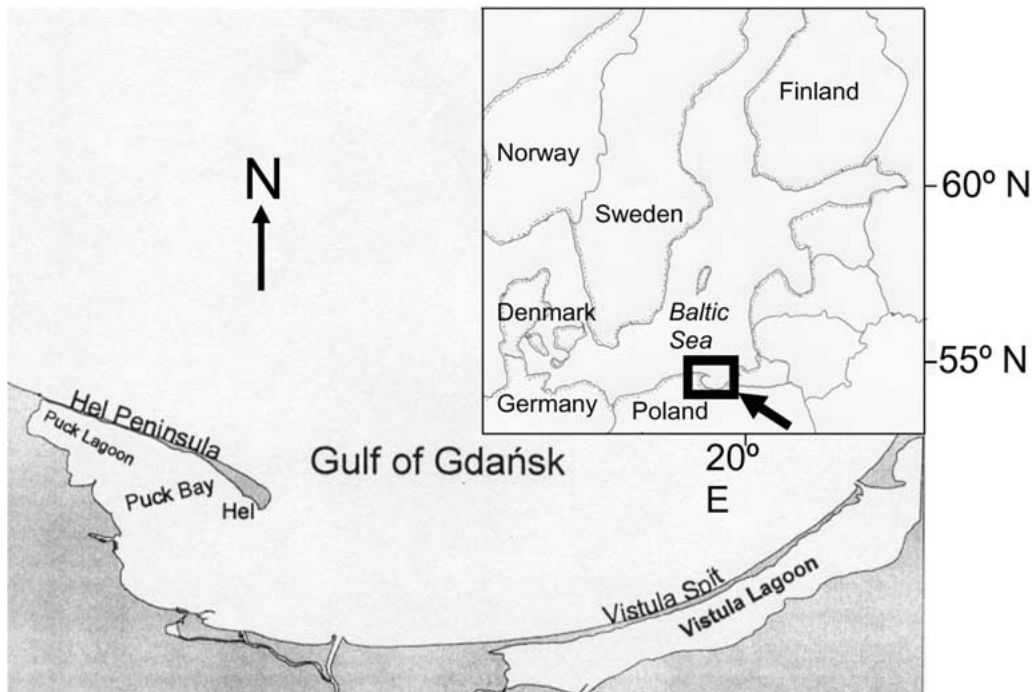 Finland
Norway
60º N
N
Sweden
Denmark
Baltic
Sea
55º N
Germany
Poland
Hel Peninsula
Puck Lagoon
Gulf of Gdańsk
20º
E
Puck Bay
Hel
Vistula Spit
Vistula Lagoon